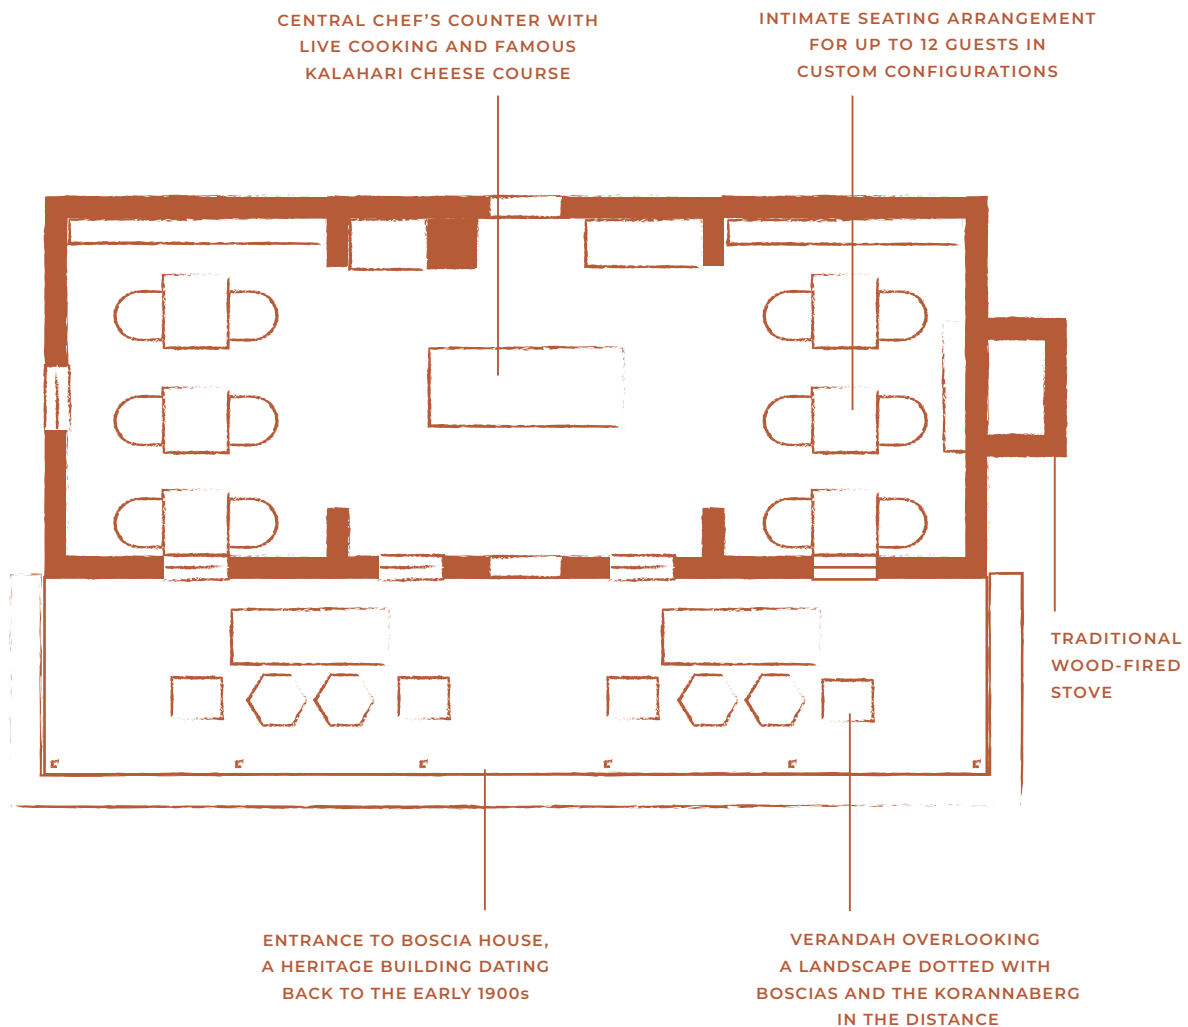 CENTRAL CHEF’S COUNTER WITH
LIVE COOKING AND FAMOUS
KALAHARI CHEESE COURSE
INTIMATE SEATING ARRANGEMENT
FOR UP TO 12 GUESTS IN
CUSTOM CONFIGURATIONS
TRADITIONAL
WOOD-FIRED
STOVE
ENTRANCE TO BOSCIA HOUSE,
A HERITAGE BUILDING DATING
BACK TO THE EARLY 1900s
VERANDAH OVERLOOKING
A LANDSCAPE DOTTED WITH
BOSCIAS AND THE KORANNABERG
IN THE DISTANCE